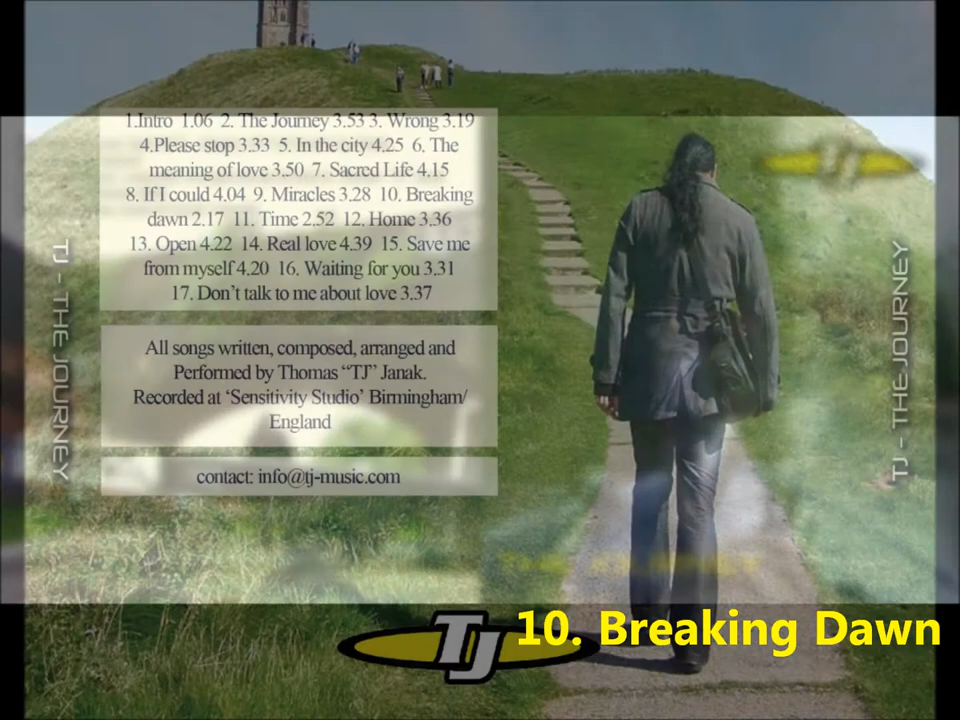 1.Intro 1.06 2. The Journey 3.53 3. Wrong 3.19
4.Please stop 3.33 5. In the city 4.25 6. The
meaning of love 3.50 7. Sacred Life 4.15
8. If I could 4.04 9. Miracles 3.28 10. Breaking
dawn 2.17 11. Time 2.52 12. Home 3.36
13. Open 4.22 14. Real love 4.39 15. Save me
from myself 4.20 16. Waiting for you 3.31
17. Don't talk to me about love 3.37
All songs written, composed, arranged and
Performed by Thomas “TJ” Janak.
Recorded at ‘Sensitivity Studio’ Birmingham/
England
contact: info@tj-music.com
TJ - THE JOURNEY
TJ - THE JOURNEY
TJ
10. Breaking Dawn